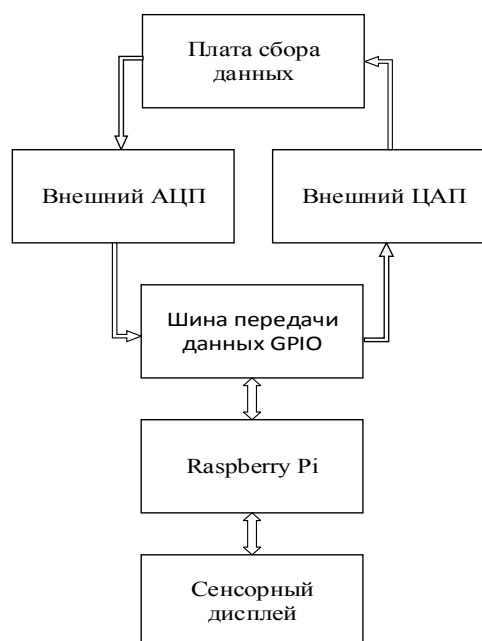 Плата сбора
данных
Внешний АЦП
Внешний ЦАП
Шина передачи
данных GPIO
Raspberry Pi
Сенсорный
дисплей